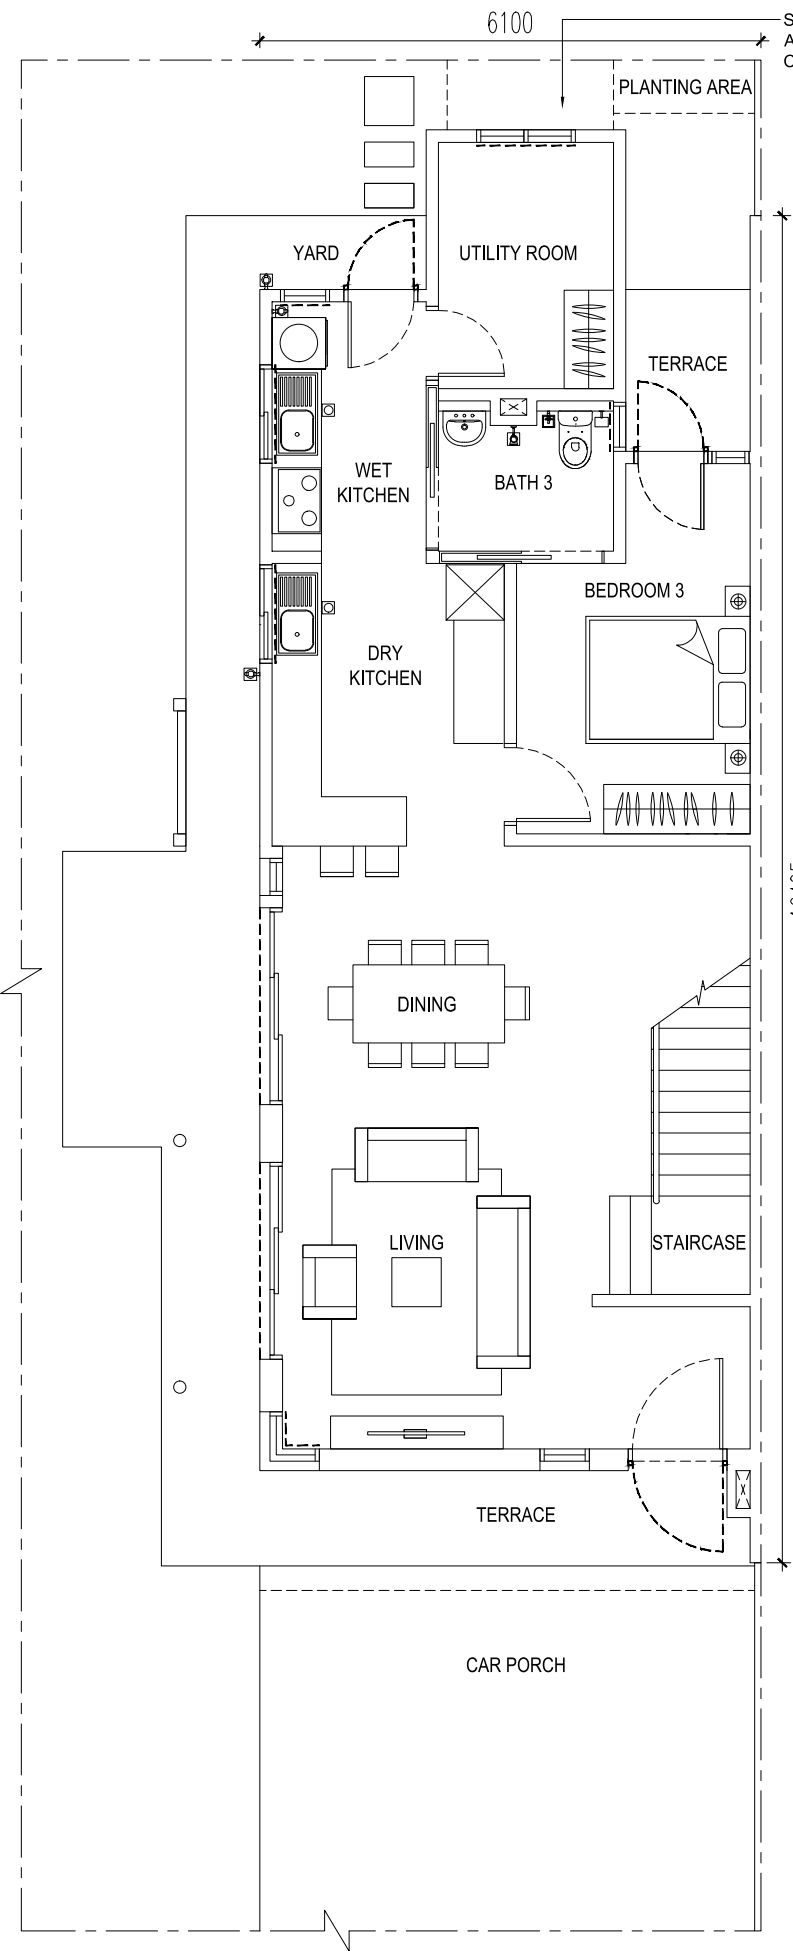 6100
PLANTING AREA
YARD
UTILITY ROOM
TERRACE
WET
KITCHEN
BATH 3
BEDROOM 3
DRY
KITCHEN
DINING
LIVING
STAIRCASE
TERRACE
CAR PORCH